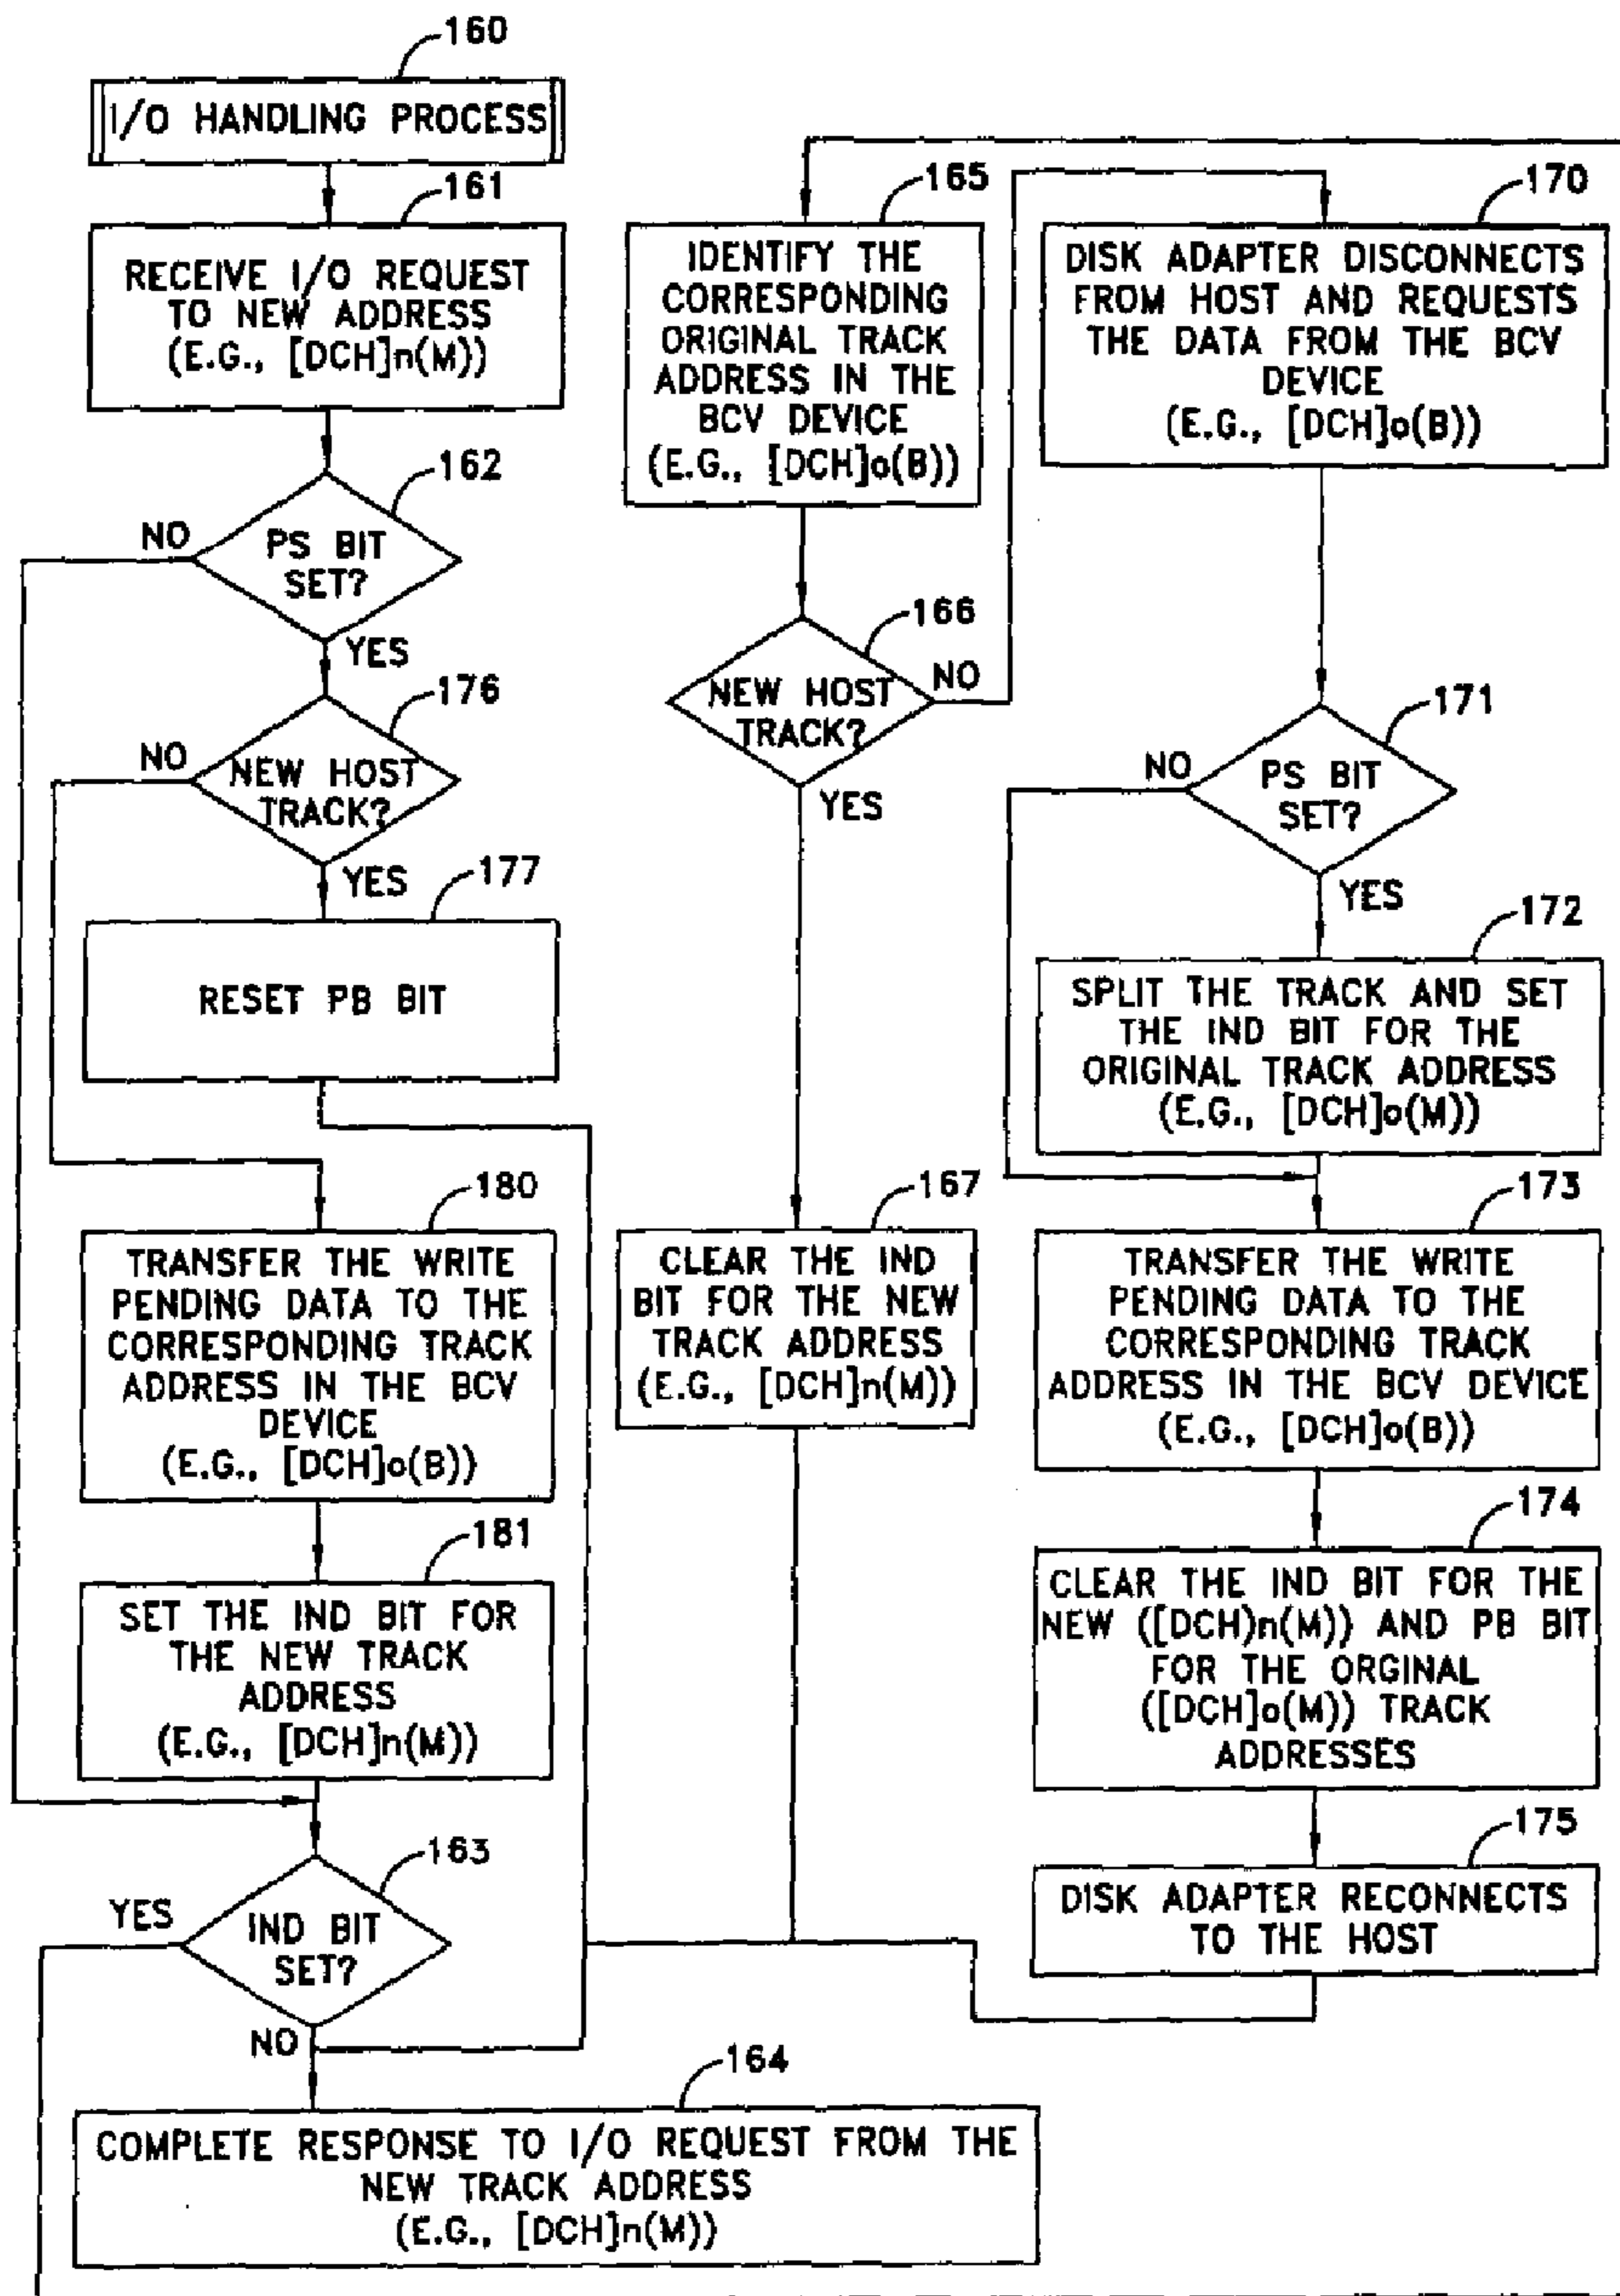 160
I/O HANDLING PROCESS
161
RECEIVE I/O REQUEST
TO NEW ADDRESS
(E.G., [DCH]n(M))
162
NO
PS BIT
SET?
YES
176
NO
NEW HOST
TRACK?
YES
177
RESET PB BIT
180
TRANSFER THE WRITE
PENDING DATA TO THE
CORRESPONDING TRACK
ADDRESS IN THE BCV
DEVICE
(E.G., [DCH]o(B))
181
SET THE IND BIT FOR
THE NEW TRACK
ADDRESS
(E.G., [DCH]n(M))
163
YES
IND BIT
SET?
NO
164
COMPLETE RESPONSE TO I/O REQUEST FROM THE
NEW TRACK ADDRESS
(E.G., [DCH]n(M))
165
IDENTIFY THE
CORRESPONDING
ORIGINAL TRACK
ADDRESS IN THE
BCV DEVICE
(E.G., [DCH]o(B))
166
NEW HOST
TRACK?
NO
YES
167
CLEAR THE IND
BIT FOR THE NEW
TRACK ADDRESS
(E.G., [DCH]n(M))
170
DISK ADAPTER DISCONNECTS
FROM HOST AND REQUESTS
THE DATA FROM THE BCV
DEVICE
(E.G., [DCH]o(B))
171
NO
PS BIT
SET?
YES
172
SPLIT THE TRACK AND SET
THE IND BIT FOR THE
ORIGINAL TRACK ADDRESS
(E.G., [DCH]o(M))
173
TRANSFER THE WRITE
PENDING DATA TO THE
CORRESPONDING TRACK
ADDRESS IN THE BCV DEVICE
(E.G., [DCH]o(B))
174
CLEAR THE IND BIT FOR THE
NEW ([DCH)n(M)) AND PB BIT
FOR THE ORGINAL
([DCH]o(M)) TRACK
ADDRESSES
175
DISK ADAPTER RECONNECTS
TO THE HOST